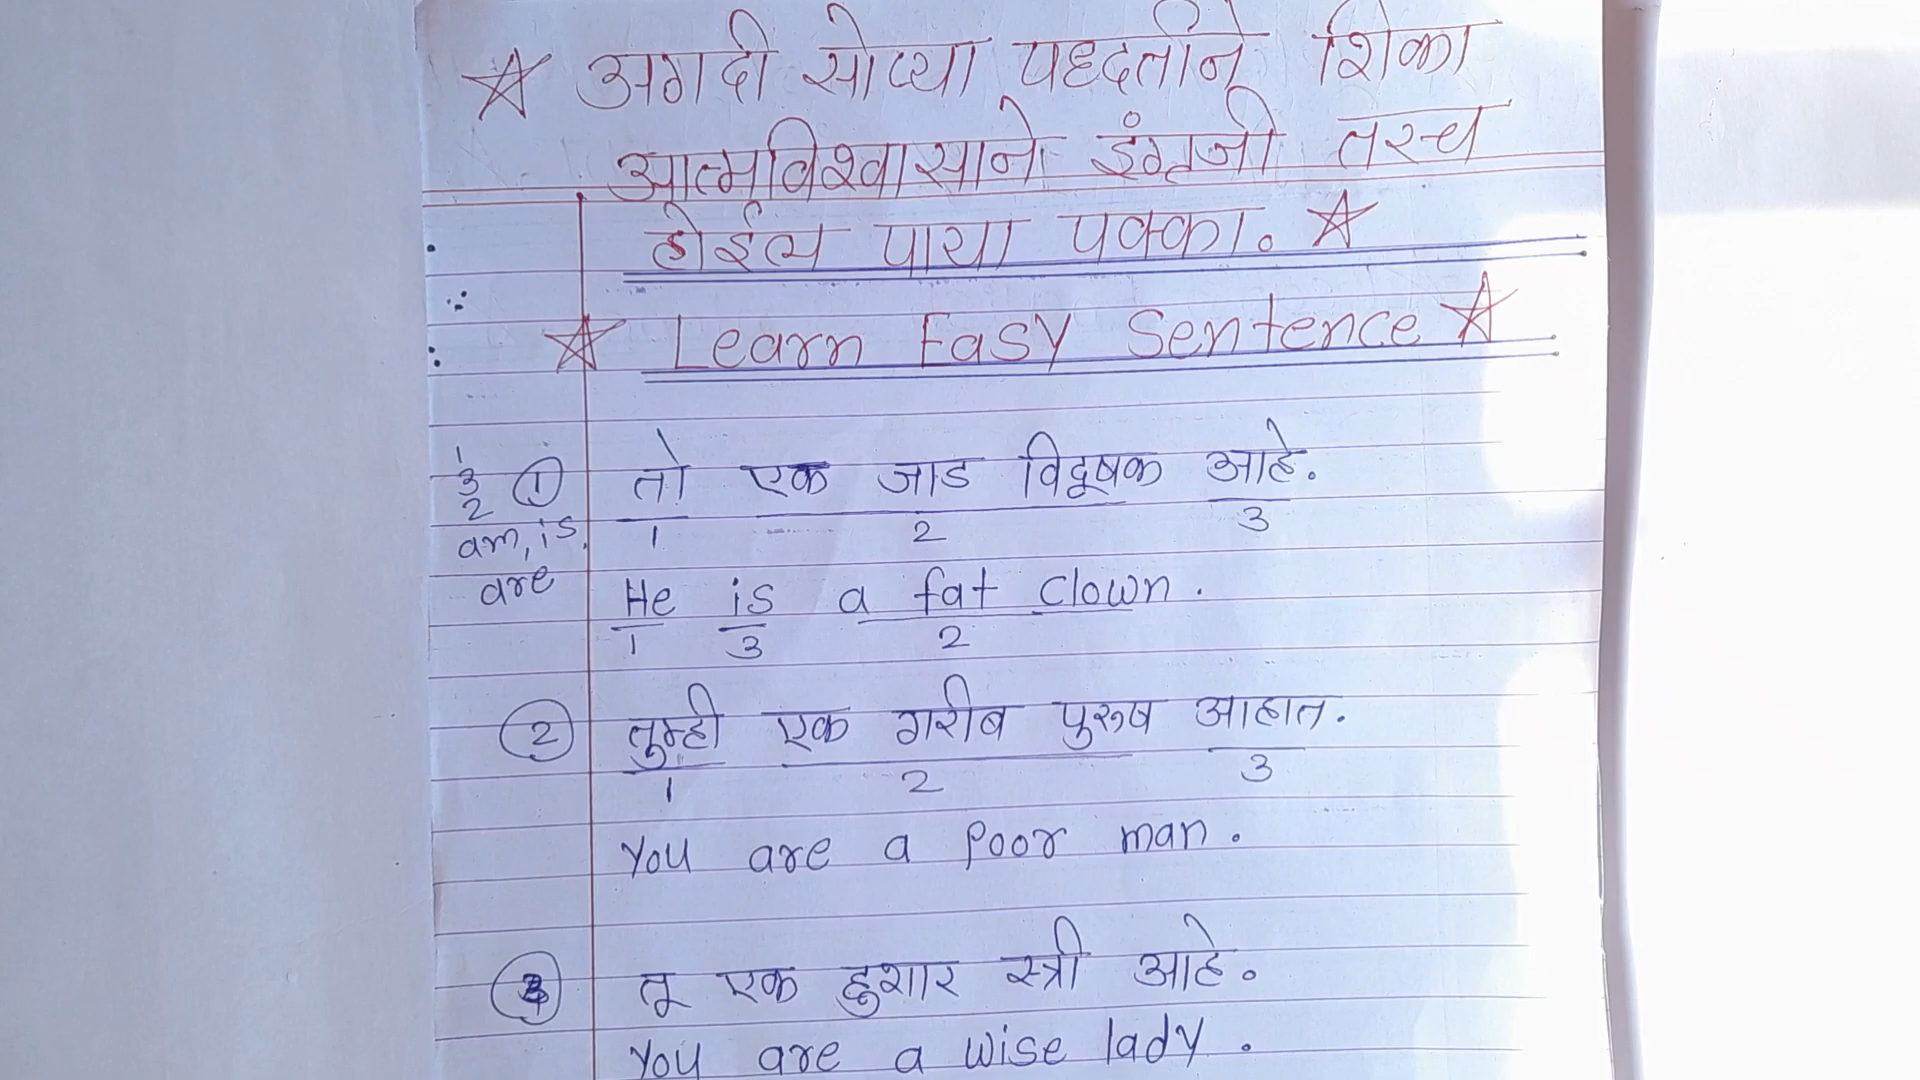 ☆ अगदी सोप्या पद्धतीने शिका
आत्मविश्वासाने इंग्रजी तरच
होईल पाया पक्का. ☆
☆ Learn Easy Sentence ☆
1
3
2
am, is,
are
① तो एक जाड विदूषक आहे.
1 2 3
He is a fat clown.
1 3 2
② तुम्ही एक गरीब पुरुष आहात.
1 2 3
You are a poor man.
③ तू एक हुशार स्त्री आहे.
You are a wise lady.